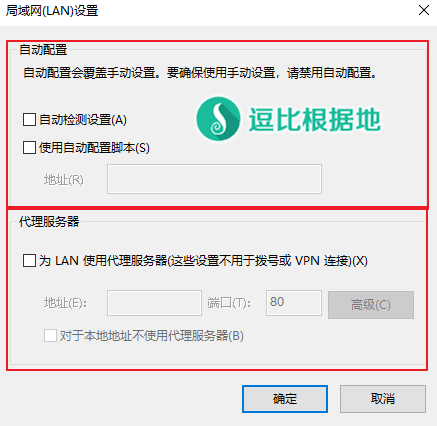 局域网(LAN)设置
自动配置
自动配置会覆盖手动设置。要确保使用手动设置，请禁用自动配置。
自动检测设置(A)
逗比根据地
使用自动配置脚本(S)
地址(R)
代理服务器
为 LAN 使用代理服务器(这些设置不用于拨号或 VPN 连接)(X)
地址(E): 端口(T): 80 高级(C)
对于本地地址不使用代理服务器(B)
确定 取消